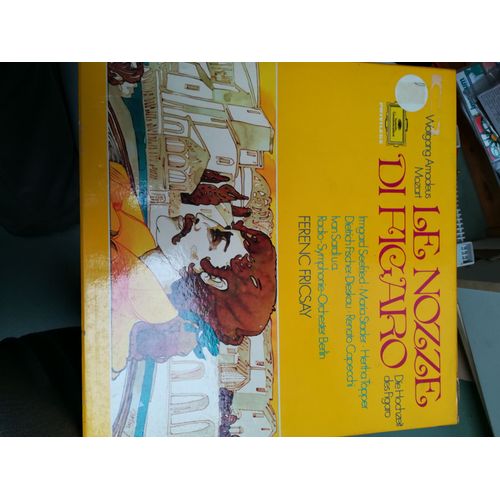 PRIVILEGE
Wolfgang Amadeus
Mozart
LE NOZZE
DI FIGARO
Die Hochzeit
des Figaro
Irmgard Seefried · Maria Stader · Hertha Töpper
Dietrich Fischer-Dieskau · Renato Capecchi
Ivan Sardi u.a.
Radio-Symphonie-Orchester Berlin
FERENC FRICSAY